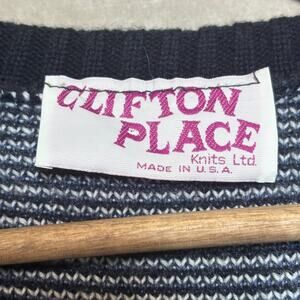 CLIFTON
PLACE
Knits Ltd.
MADE IN U.S.A.